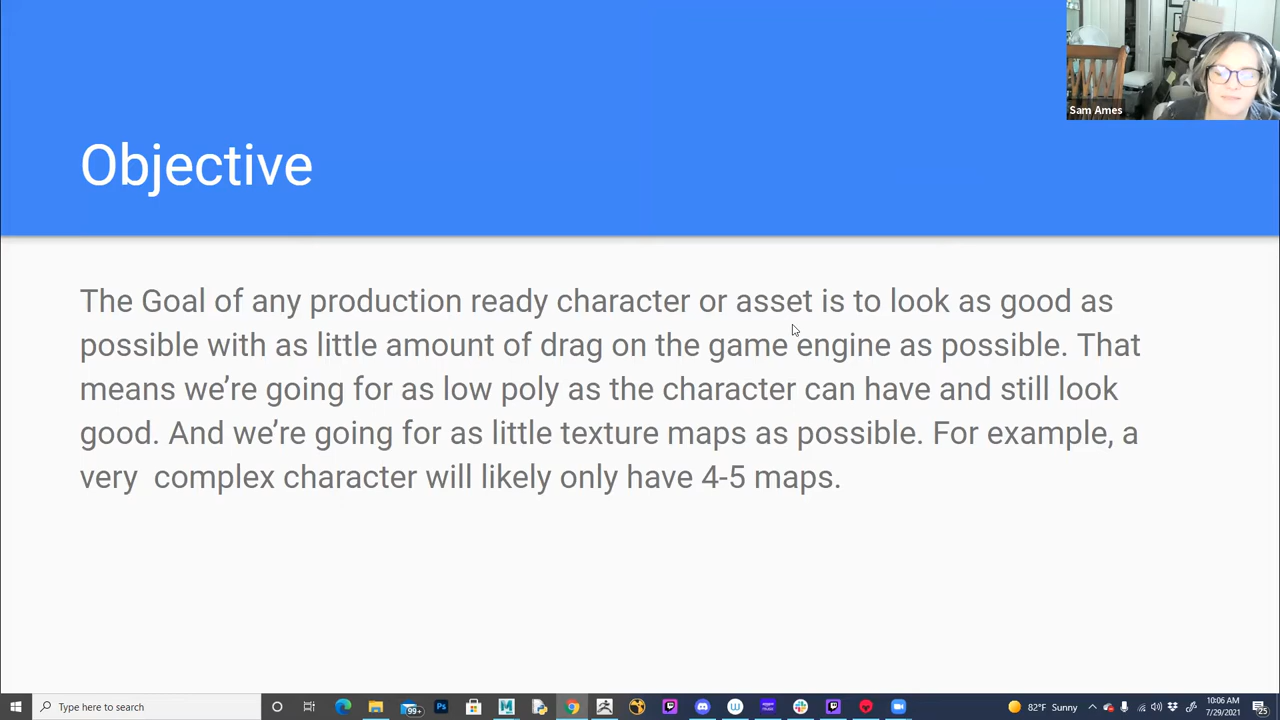 Sam Ames
Objective
The Goal of any production ready character or asset is to look as good as
possible with as little amount of drag on the game engine as possible. That
means we’re going for as low poly as the character can have and still look
good. And we’re going for as little texture maps as possible. For example, a
very  complex character will likely only have 4-5 maps.
Type here to search
99+
Ps
M
82°F Sunny
10:06 AM
7/29/2021
25